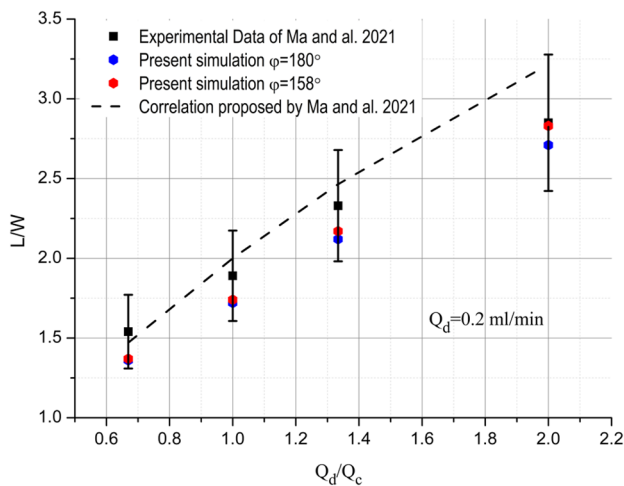 3.5
3.0
2.5
2.0
1.5
1.0
L/W
Experimental Data of Ma and al. 2021
Present simulation φ=180°
Present simulation φ=158°
Correlation proposed by Ma and al. 2021
Qd=0.2 ml/min
0.6 0.8 1.0 1.2 1.4 1.6 1.8 2.0 2.2
Qd/Qc